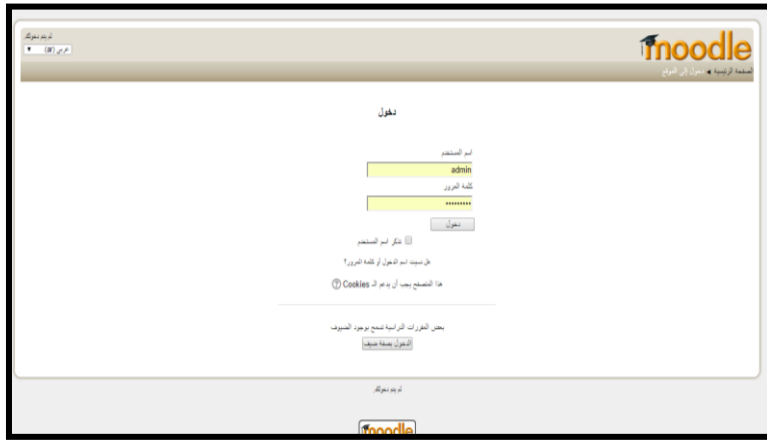 لم يتم دخولك.
عربي (ar)
moodle
الصفحة الرئيسية ◄ دخول إلى الموقع
دخول
اسم المستخدم
admin
كلمة المرور
•••••••••
دخول
تذكر اسم المستخدم
هل نسيت اسم الدخول أو كلمة المرور؟
هذا المتصفح يجب أن يدعم الـ Cookies
بعض المقررات الدراسية تسمح بوجود الضيوف
الدخول بصفة ضيف
لم يتم دخولك.
moodle